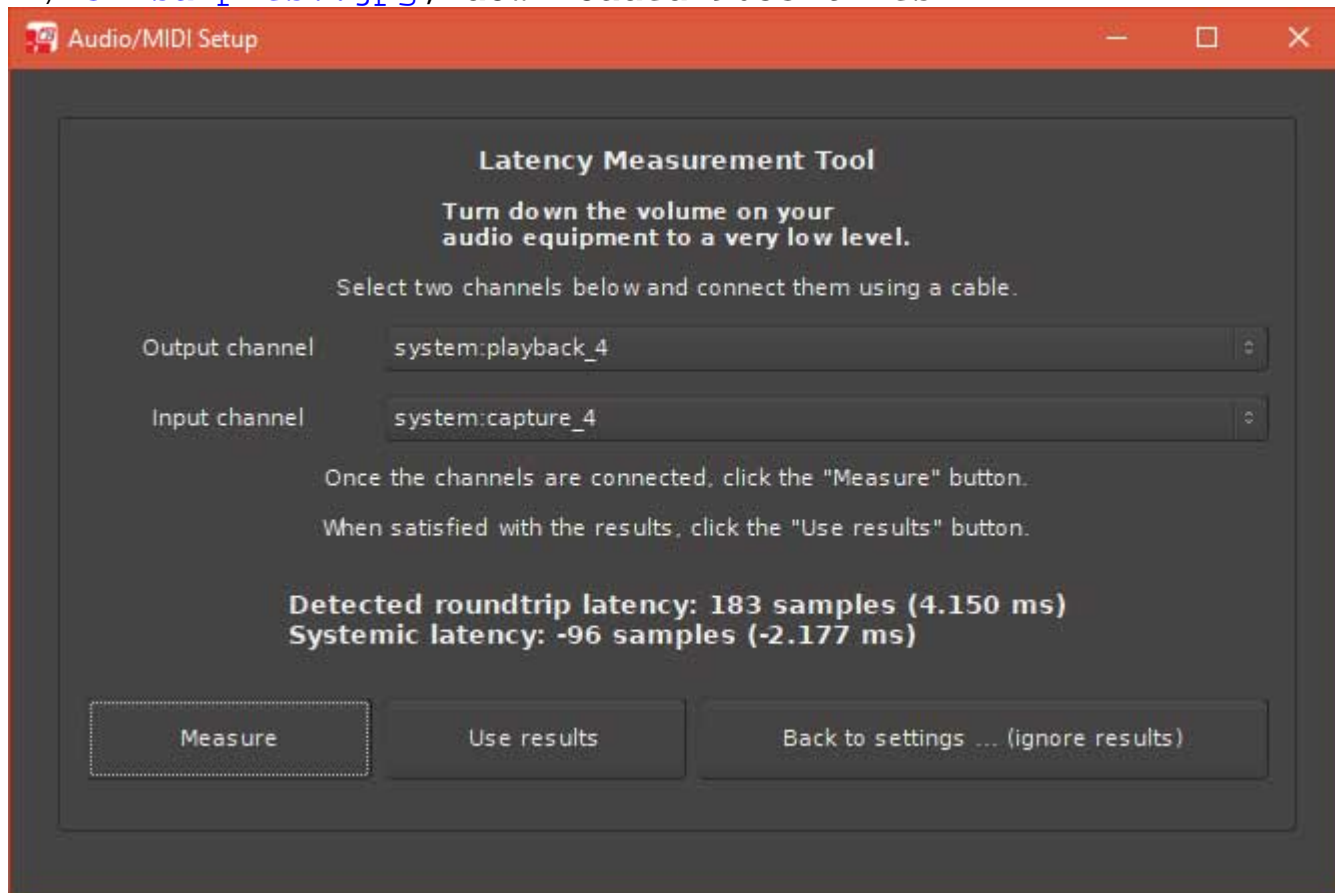 Audio/MIDI Setup
Latency Measurement Tool
Turn down the volume on your
audio equipment to a very low level.
Select two channels below and connect them using a cable.
Output channel system:playback_4
Input channel system:capture_4
Once the channels are connected, click the "Measure" button.
When satisfied with the results, click the "Use results" button.
Detected roundtrip latency: 183 samples (4.150 ms)
Systemic latency: -96 samples (-2.177 ms)
Measure Use results Back to settings ... (ignore results)